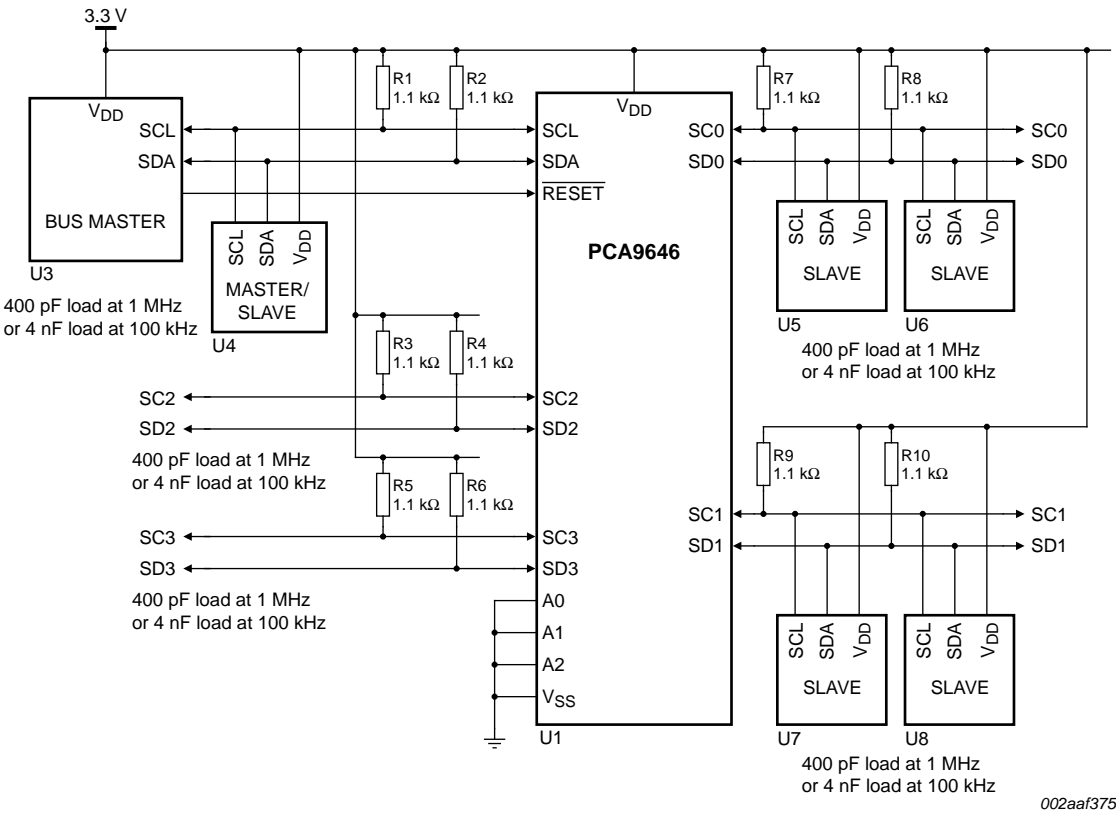 3.3 V
VDD
SCL
SDA
BUS MASTER
U3
400 pF load at 1 MHz
or 4 nF load at 100 kHz
SCL
SDA
VDD
MASTER/
SLAVE
U4
R1
1.1 kΩ
R2
1.1 kΩ
R3
1.1 kΩ
R4
1.1 kΩ
SC2
SD2
400 pF load at 1 MHz
or 4 nF load at 100 kHz
R5
1.1 kΩ
R6
1.1 kΩ
SC3
SD3
400 pF load at 1 MHz
or 4 nF load at 100 kHz
VDD
SCL
SDA
RESET
PCA9646
SC2
SD2
SC3
SD3
A0
A1
A2
VSS
SC0
SD0
SC1
SD1
U1
R7
1.1 kΩ
R8
1.1 kΩ
SC0
SD0
SCL
SDA
VDD
SLAVE
U5
SCL
SDA
VDD
SLAVE
U6
400 pF load at 1 MHz
or 4 nF load at 100 kHz
R9
1.1 kΩ
R10
1.1 kΩ
SC1
SD1
SCL
SDA
VDD
SLAVE
U7
SCL
SDA
VDD
SLAVE
U8
400 pF load at 1 MHz
or 4 nF load at 100 kHz
002aaf375